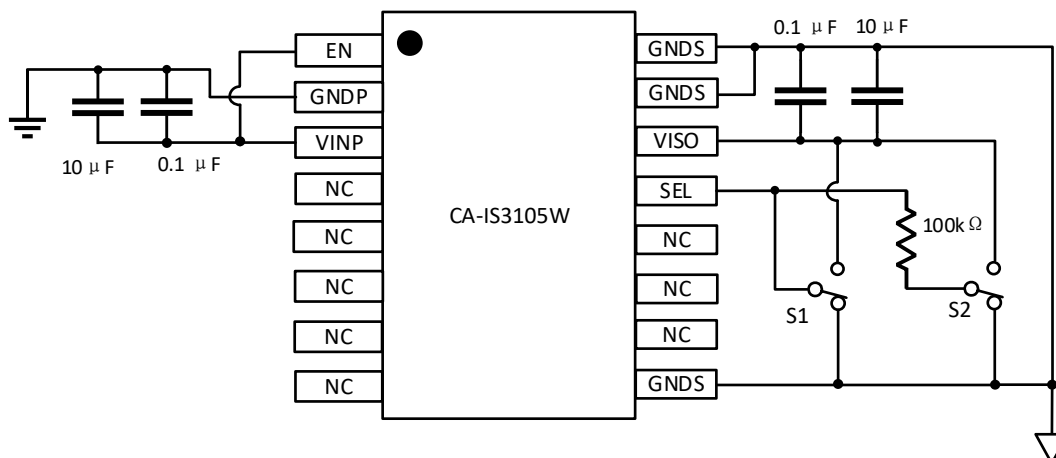 0.1 μF 10 μF
EN GNDS
GNDP GNDS
VINP VISO
10 μF 0.1 μF
NC SEL
CA-IS3105W
100k Ω
NC NC
NC NC
S1 S2
NC NC
NC GNDS